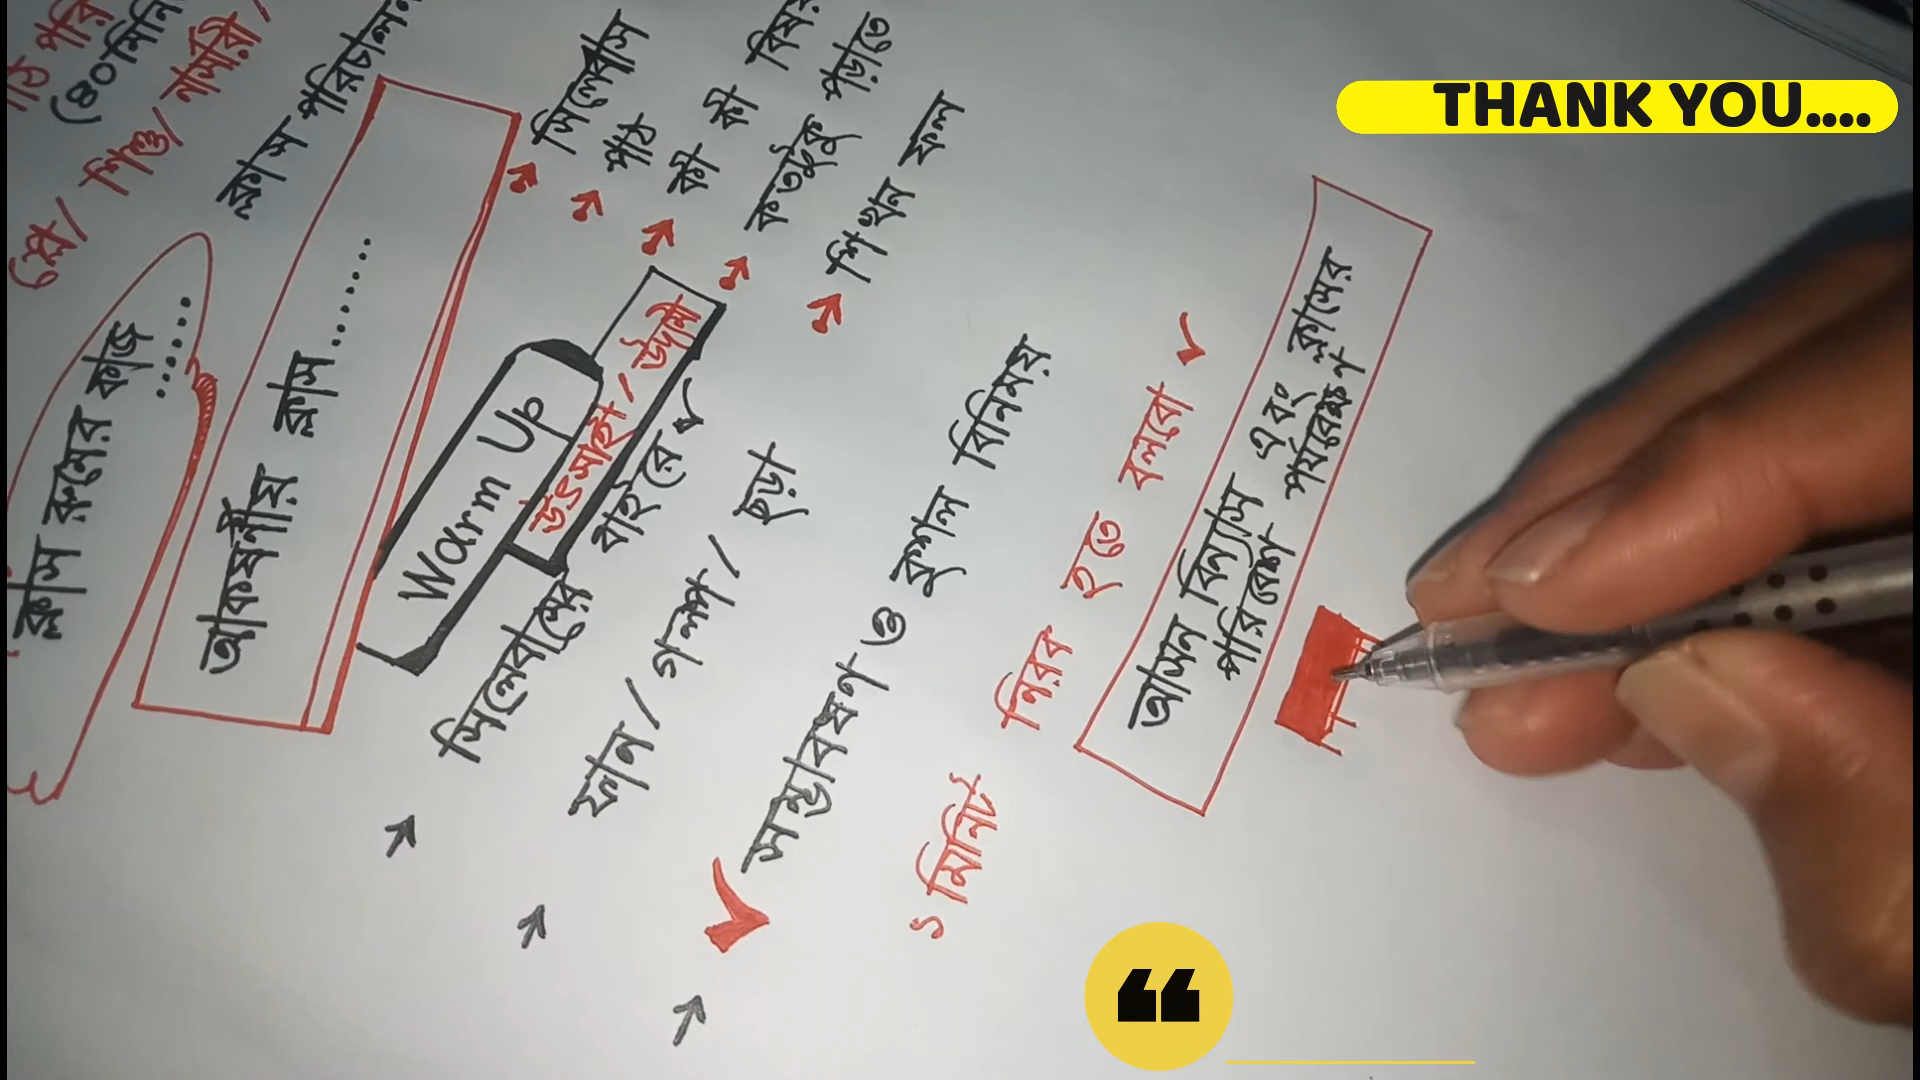 THANK YOU....
প্লে/ শিশু/ নার্সারী/
(৪০মিনি
ক্লাস পরিচালন
ক্লাস রুমের কাজ
......
আকর্ষণীয় ক্লাস ......
Warm Up
উৎসাহ/ উদ্দী
সিলেবাস
পাঠ
কী কী বিষয়
কতটুকু পড়াতে
শিখন ফল
সিলেবাসের বাইরে
ফান/ গল্প/ ছড়া
সম্ভাষণ ও কুশল বিনিময়
১ মিনিট নিরব হতে বলবো
আসন বিন্যাস এবং ক্লাসের
পরিবেশ পর্যবেক্ষণ